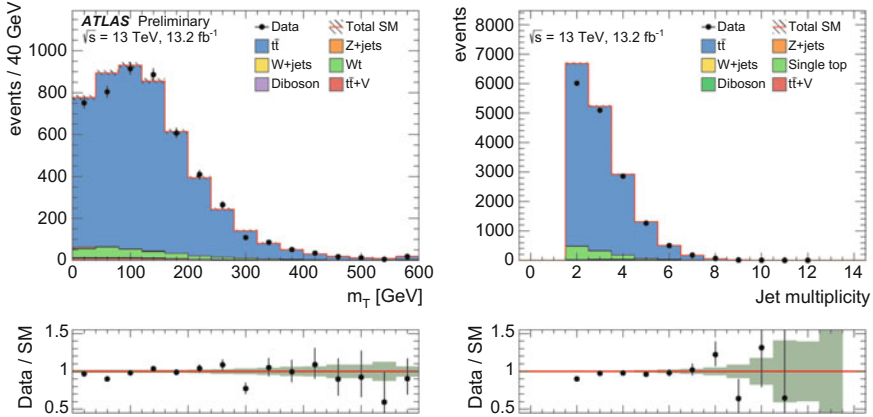 ATLAS Preliminary
√s = 13 TeV, 13.2 fb⁻¹
Data
Total SM
tt̄
Z+jets
W+jets
Wt
Diboson
tt̄+V
events / 40 GeV
1000
800
600
400
200
0
0 100 200 300 400 500 600
m_T [GeV]
Data / SM
1.5
1
0.5
√s = 13 TeV, 13.2 fb⁻¹
Data
Total SM
tt̄
Z+jets
W+jets
Single top
Diboson
tt̄+V
events
8000
7000
6000
5000
4000
3000
2000
1000
0
0 2 4 6 8 10 12 14
Jet multiplicity
Data / SM
1.5
1
0.5